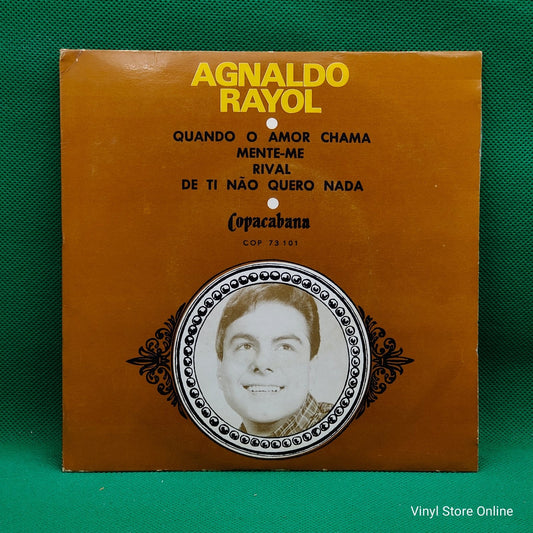 AGNALDO
RAYOL
QUANDO O AMOR CHAMA
MENTE-ME
RIVAL
DE TI NÃO QUERO NADA
Copacabana
COP 73 101
Vinyl Store Online